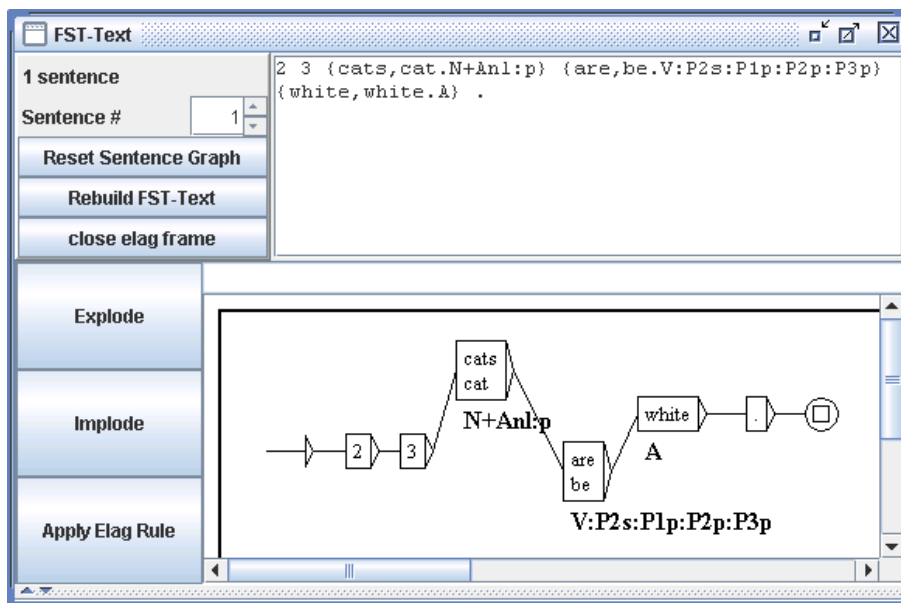 FST-Text
1 sentence
Sentence #
1
Reset Sentence Graph
Rebuild FST-Text
close elag frame
2 3 {cats,cat.N+Anl:p} {are,be.V:P2s:P1p:P2p:P3p}
{white,white.A} .
Explode
Implode
Apply Elag Rule
2
3
cats
cat
N+Anl:p
are
be
V:P2s:P1p:P2p:P3p
white
A
.